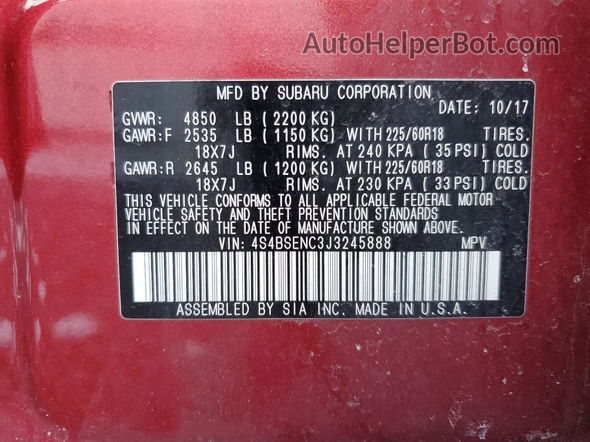 AutoHelperBot.com
MFD BY SUBARU CORPORATION
DATE: 10/17
GVWR: 4850 LB (2200 KG)
GAWR:F 2535 LB (1150 KG) WITH 225/60R18 TIRES.
18X7J RIMS. AT 240 KPA (35 PSI) COLD
GAWR:R 2645 LB (1200 KG) WITH 225/60R18 TIRES.
18X7J RIMS. AT 230 KPA (33 PSI) COLD
THIS VEHICLE CONFORMS TO ALL APPLICABLE FEDERAL MOTOR
VEHICLE SAFETY AND THEFT PREVENTION STANDARDS
IN EFFECT ON THE DATE OF MANUFACTURE SHOWN ABOVE.
VIN: 4S4BSENC3J3245888 MPV
ASSEMBLED BY SIA INC. MADE IN U.S.A.